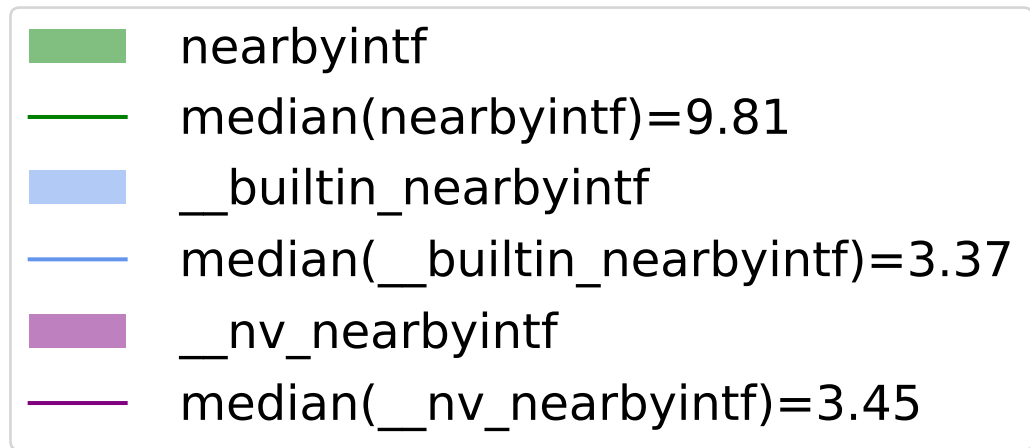 nearbyintf
median(nearbyintf)=9.81
__builtin_nearbyintf
median(__builtin_nearbyintf)=3.37
__nv_nearbyintf
median(__nv_nearbyintf)=3.45